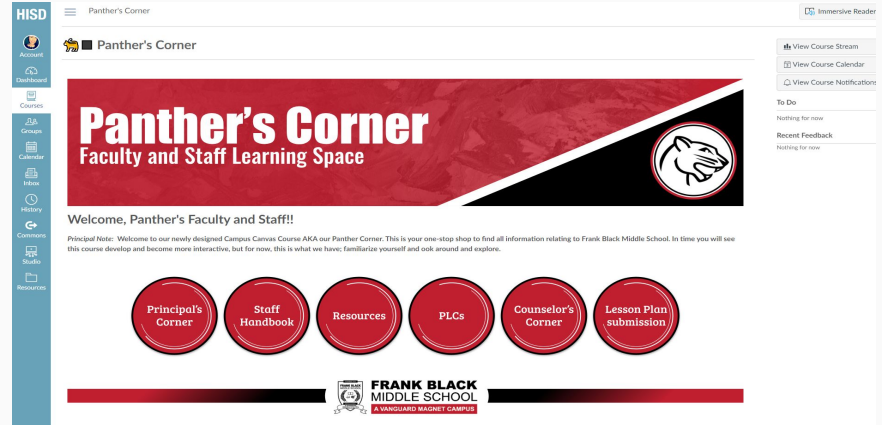 HISD
Account
Dashboard
Courses
Groups
Calendar
Inbox
History
Commons
Studio
Resources
Panther's Corner
Immersive Reader
Panther's Corner
View Course Stream
View Course Calendar
View Course Notifications
To Do
Nothing for now
Recent Feedback
Nothing for now
Panther's Corner
Faculty and Staff Learning Space
Welcome, Panther's Faculty and Staff!!
Principal Note: Welcome to our newly designed Campus Canvas Course AKA our Panther Corner. This is your one-stop shop to find all information relating to Frank Black Middle School. In time you will see
this course develop and become more interactive, but for now, this is what we have; familiarize yourself and ook around and explore.
Principal's
Corner
Staff
Handbook
Resources
PLCs
Counselor's
Corner
Lesson Plan
submission
FRANK BLACK
MIDDLE SCHOOL
A VANGUARD MAGNET CAMPUS